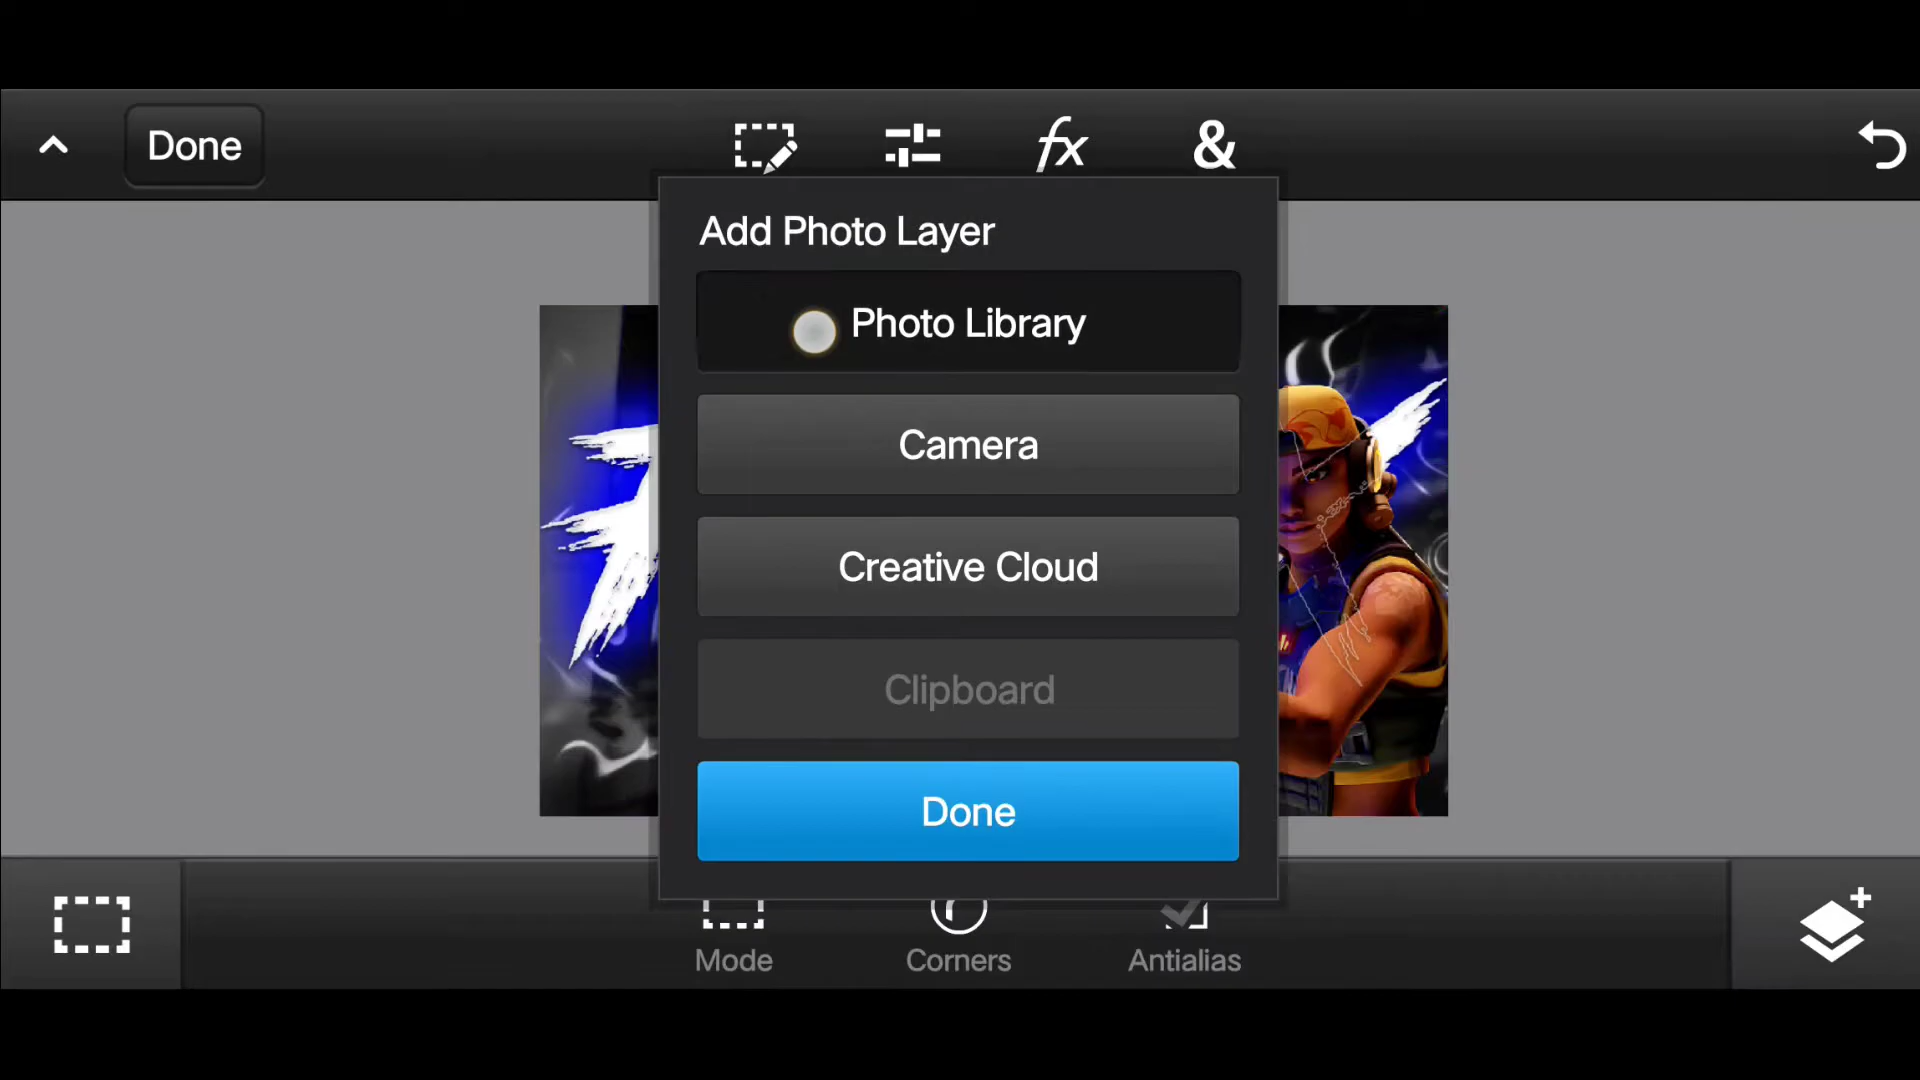 Done
fx
&
Add Photo Layer
Photo Library
Camera
Creative Cloud
Clipboard
Done
Mode
Corners
Antialias